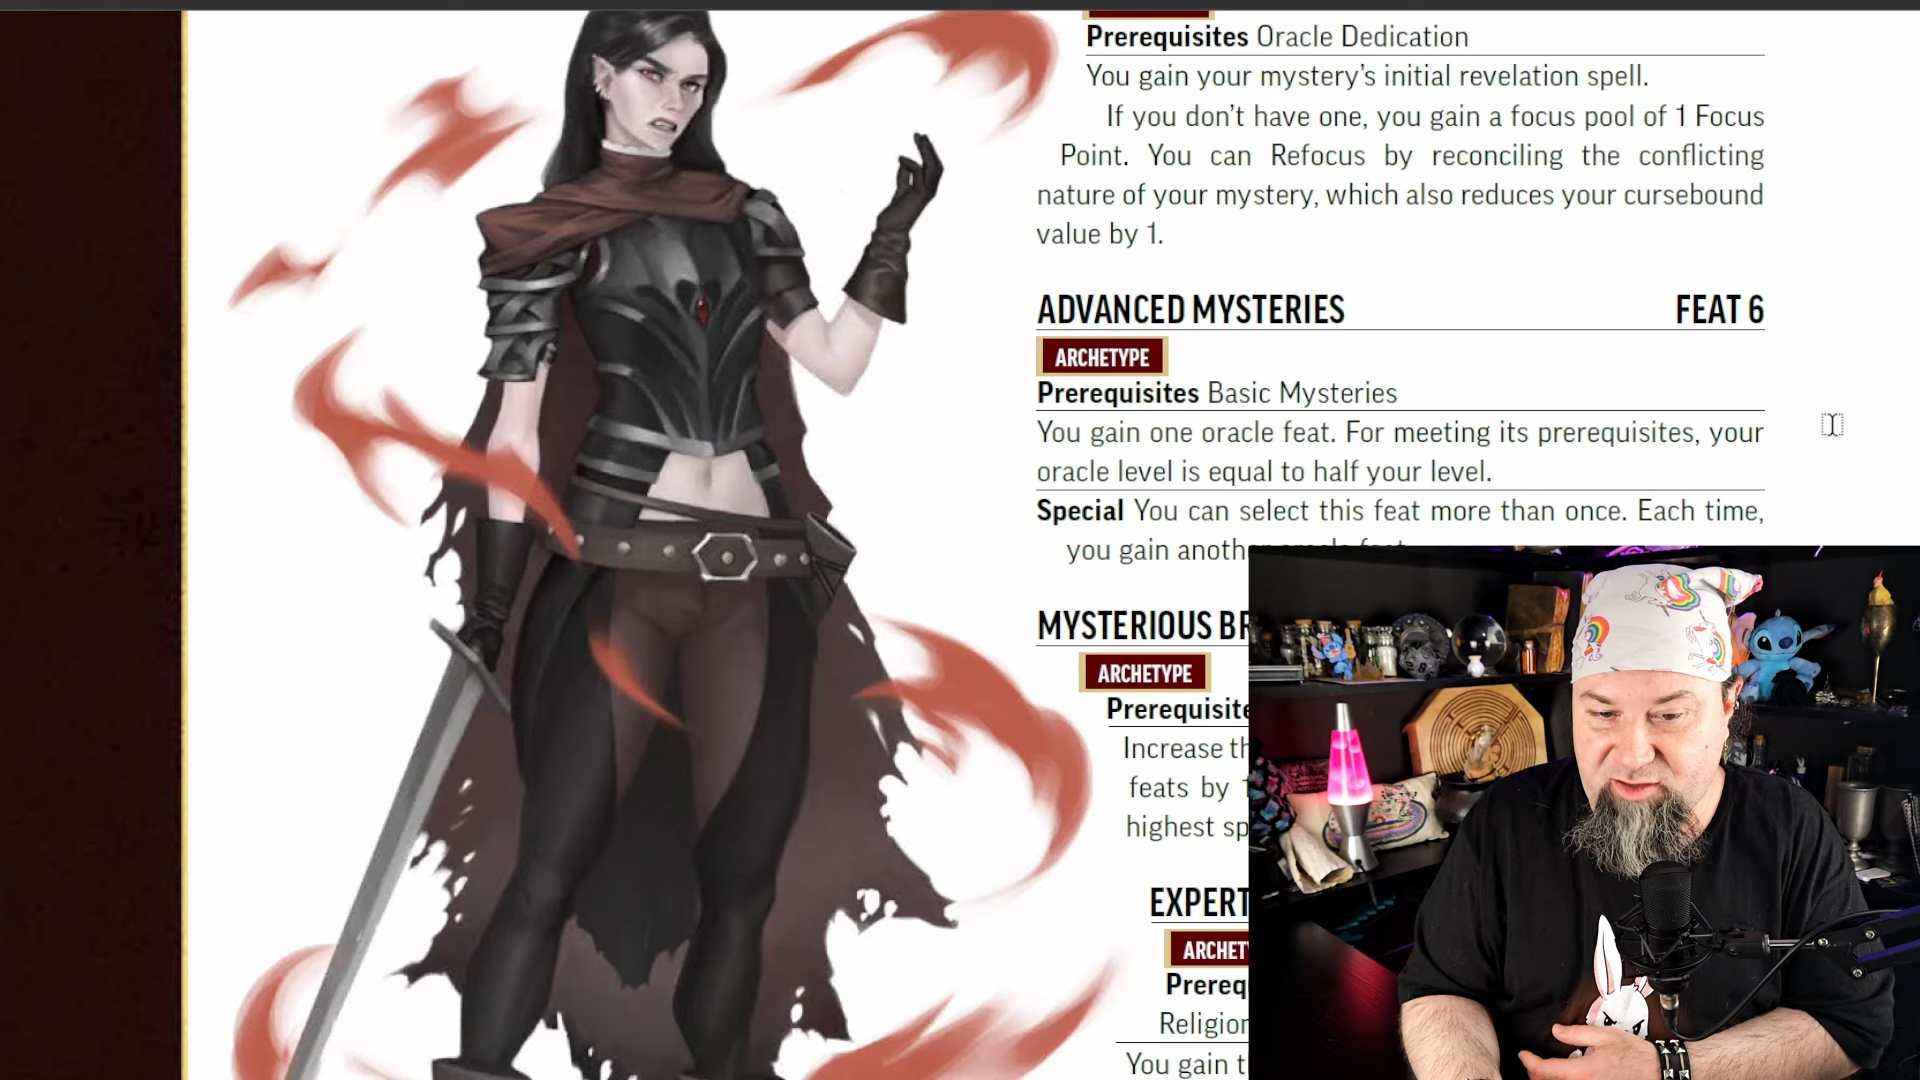 Prerequisites Oracle Dedication
You gain your mystery’s initial revelation spell.
If you don’t have one, you gain a focus pool of 1 Focus
Point. You can Refocus by reconciling the conflicting
nature of your mystery, which also reduces your cursebound
value by 1.
ADVANCED MYSTERIES FEAT 6
ARCHETYPE
Prerequisites Basic Mysteries
You gain one oracle feat. For meeting its prerequisites, your
oracle level is equal to half your level.
Special You can select this feat more than once. Each time,
you gain another oracle feat.
MYSTERIOUS BR
ARCHETYPE
Prerequisite
Increase th
feats by 1
highest sp
EXPERT
ARCHETY
Prereq
Religion
You gain t